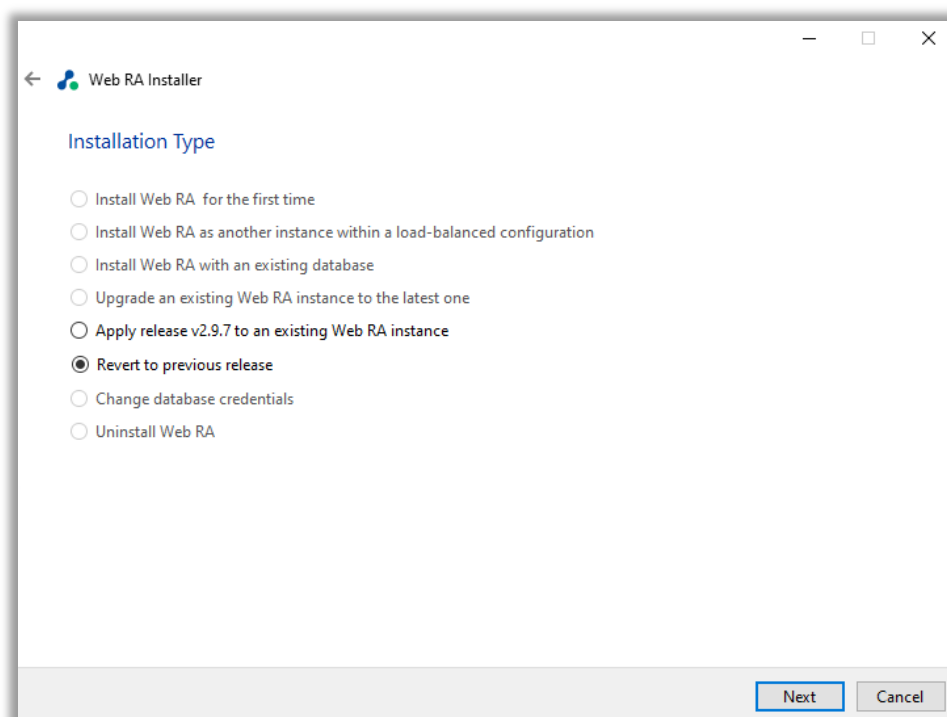 Web RA Installer
Installation Type
Install Web RA  for the first time
Install Web RA as another instance within a load-balanced configuration
Install Web RA with an existing database
Upgrade an existing Web RA instance to the latest one
Apply release v2.9.7 to an existing Web RA instance
Revert to previous release
Change database credentials
Uninstall Web RA
Next Cancel